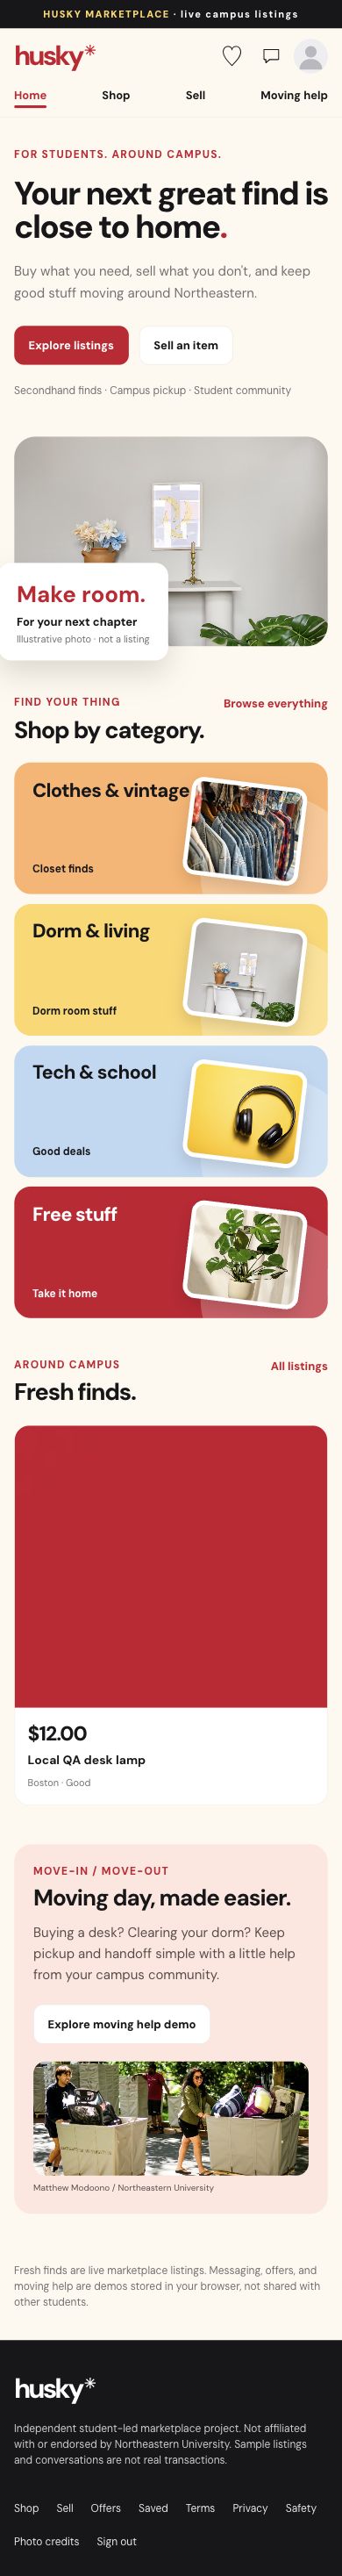 HUSKY MARKETPLACE · live campus listings
husky*
Home Shop Sell Moving help
FOR STUDENTS. AROUND CAMPUS.
Your next great find is
close to home.
Buy what you need, sell what you don't, and keep
good stuff moving around Northeastern.
Explore listings Sell an item
Secondhand finds · Campus pickup · Student community
Make room.
For your next chapter
Illustrative photo · not a listing
FIND YOUR THING
Browse everything
Shop by category.
Clothes & vintage
Closet finds
Dorm & living
Dorm room stuff
Tech & school
Good deals
Free stuff
Take it home
AROUND CAMPUS
All listings
Fresh finds.
$12.00
Local QA desk lamp
Boston · Good
MOVE-IN / MOVE-OUT
Moving day, made easier.
Buying a desk? Clearing your dorm? Keep
pickup and handoff simple with a little help
from your campus community.
Explore moving help demo
Matthew Modoono / Northeastern University
Fresh finds are live marketplace listings. Messaging, offers, and
moving help are demos stored in your browser, not shared with
other students.
husky*
Independent student-led marketplace project. Not affiliated
with or endorsed by Northeastern University. Sample listings
and conversations are not real transactions.
Shop Sell Offers Saved Terms Privacy Safety
Photo credits Sign out